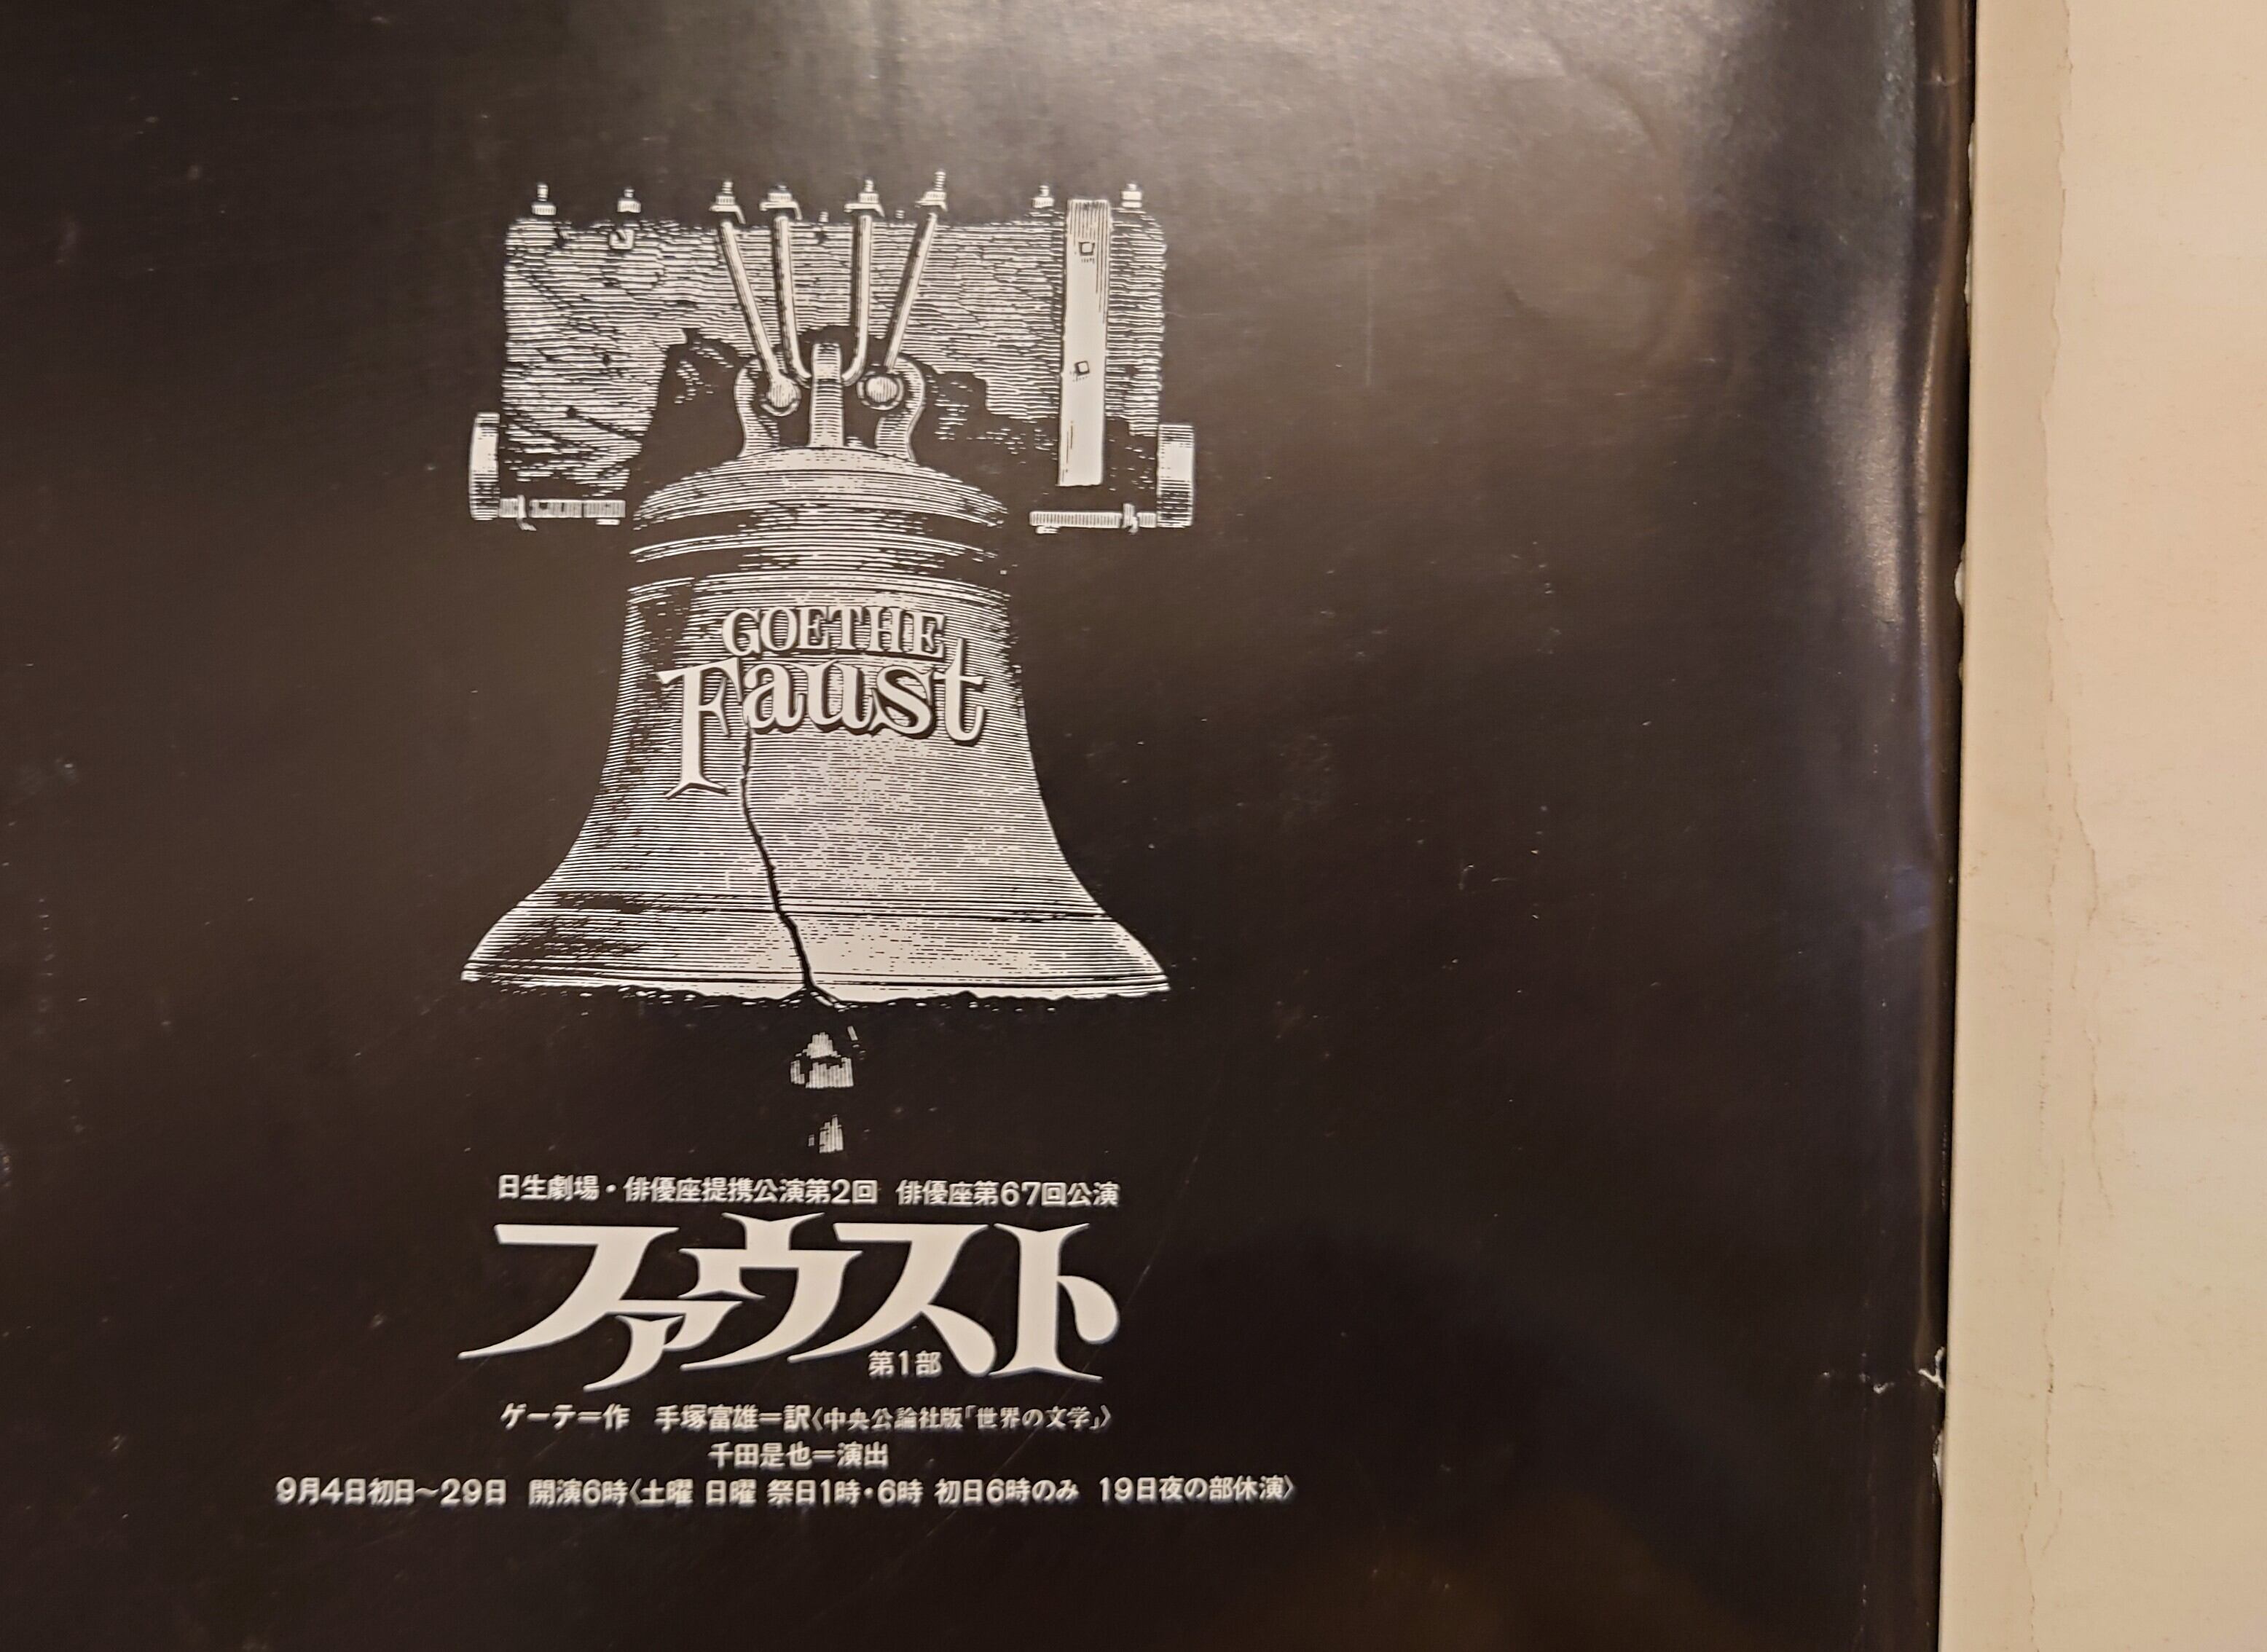 GOETHE
Faust
日生劇場・俳優座提携公演第2回 俳優座第67回公演
ファウスト
第1部
ゲーテ=作 手塚富雄=訳〈中央公論社版「世界の文学」〉
千田是也=演出
9月4日初日〜29日 開演6時〈土曜 日曜 祭日1時・6時 初日6時のみ 19日夜の部休演〉